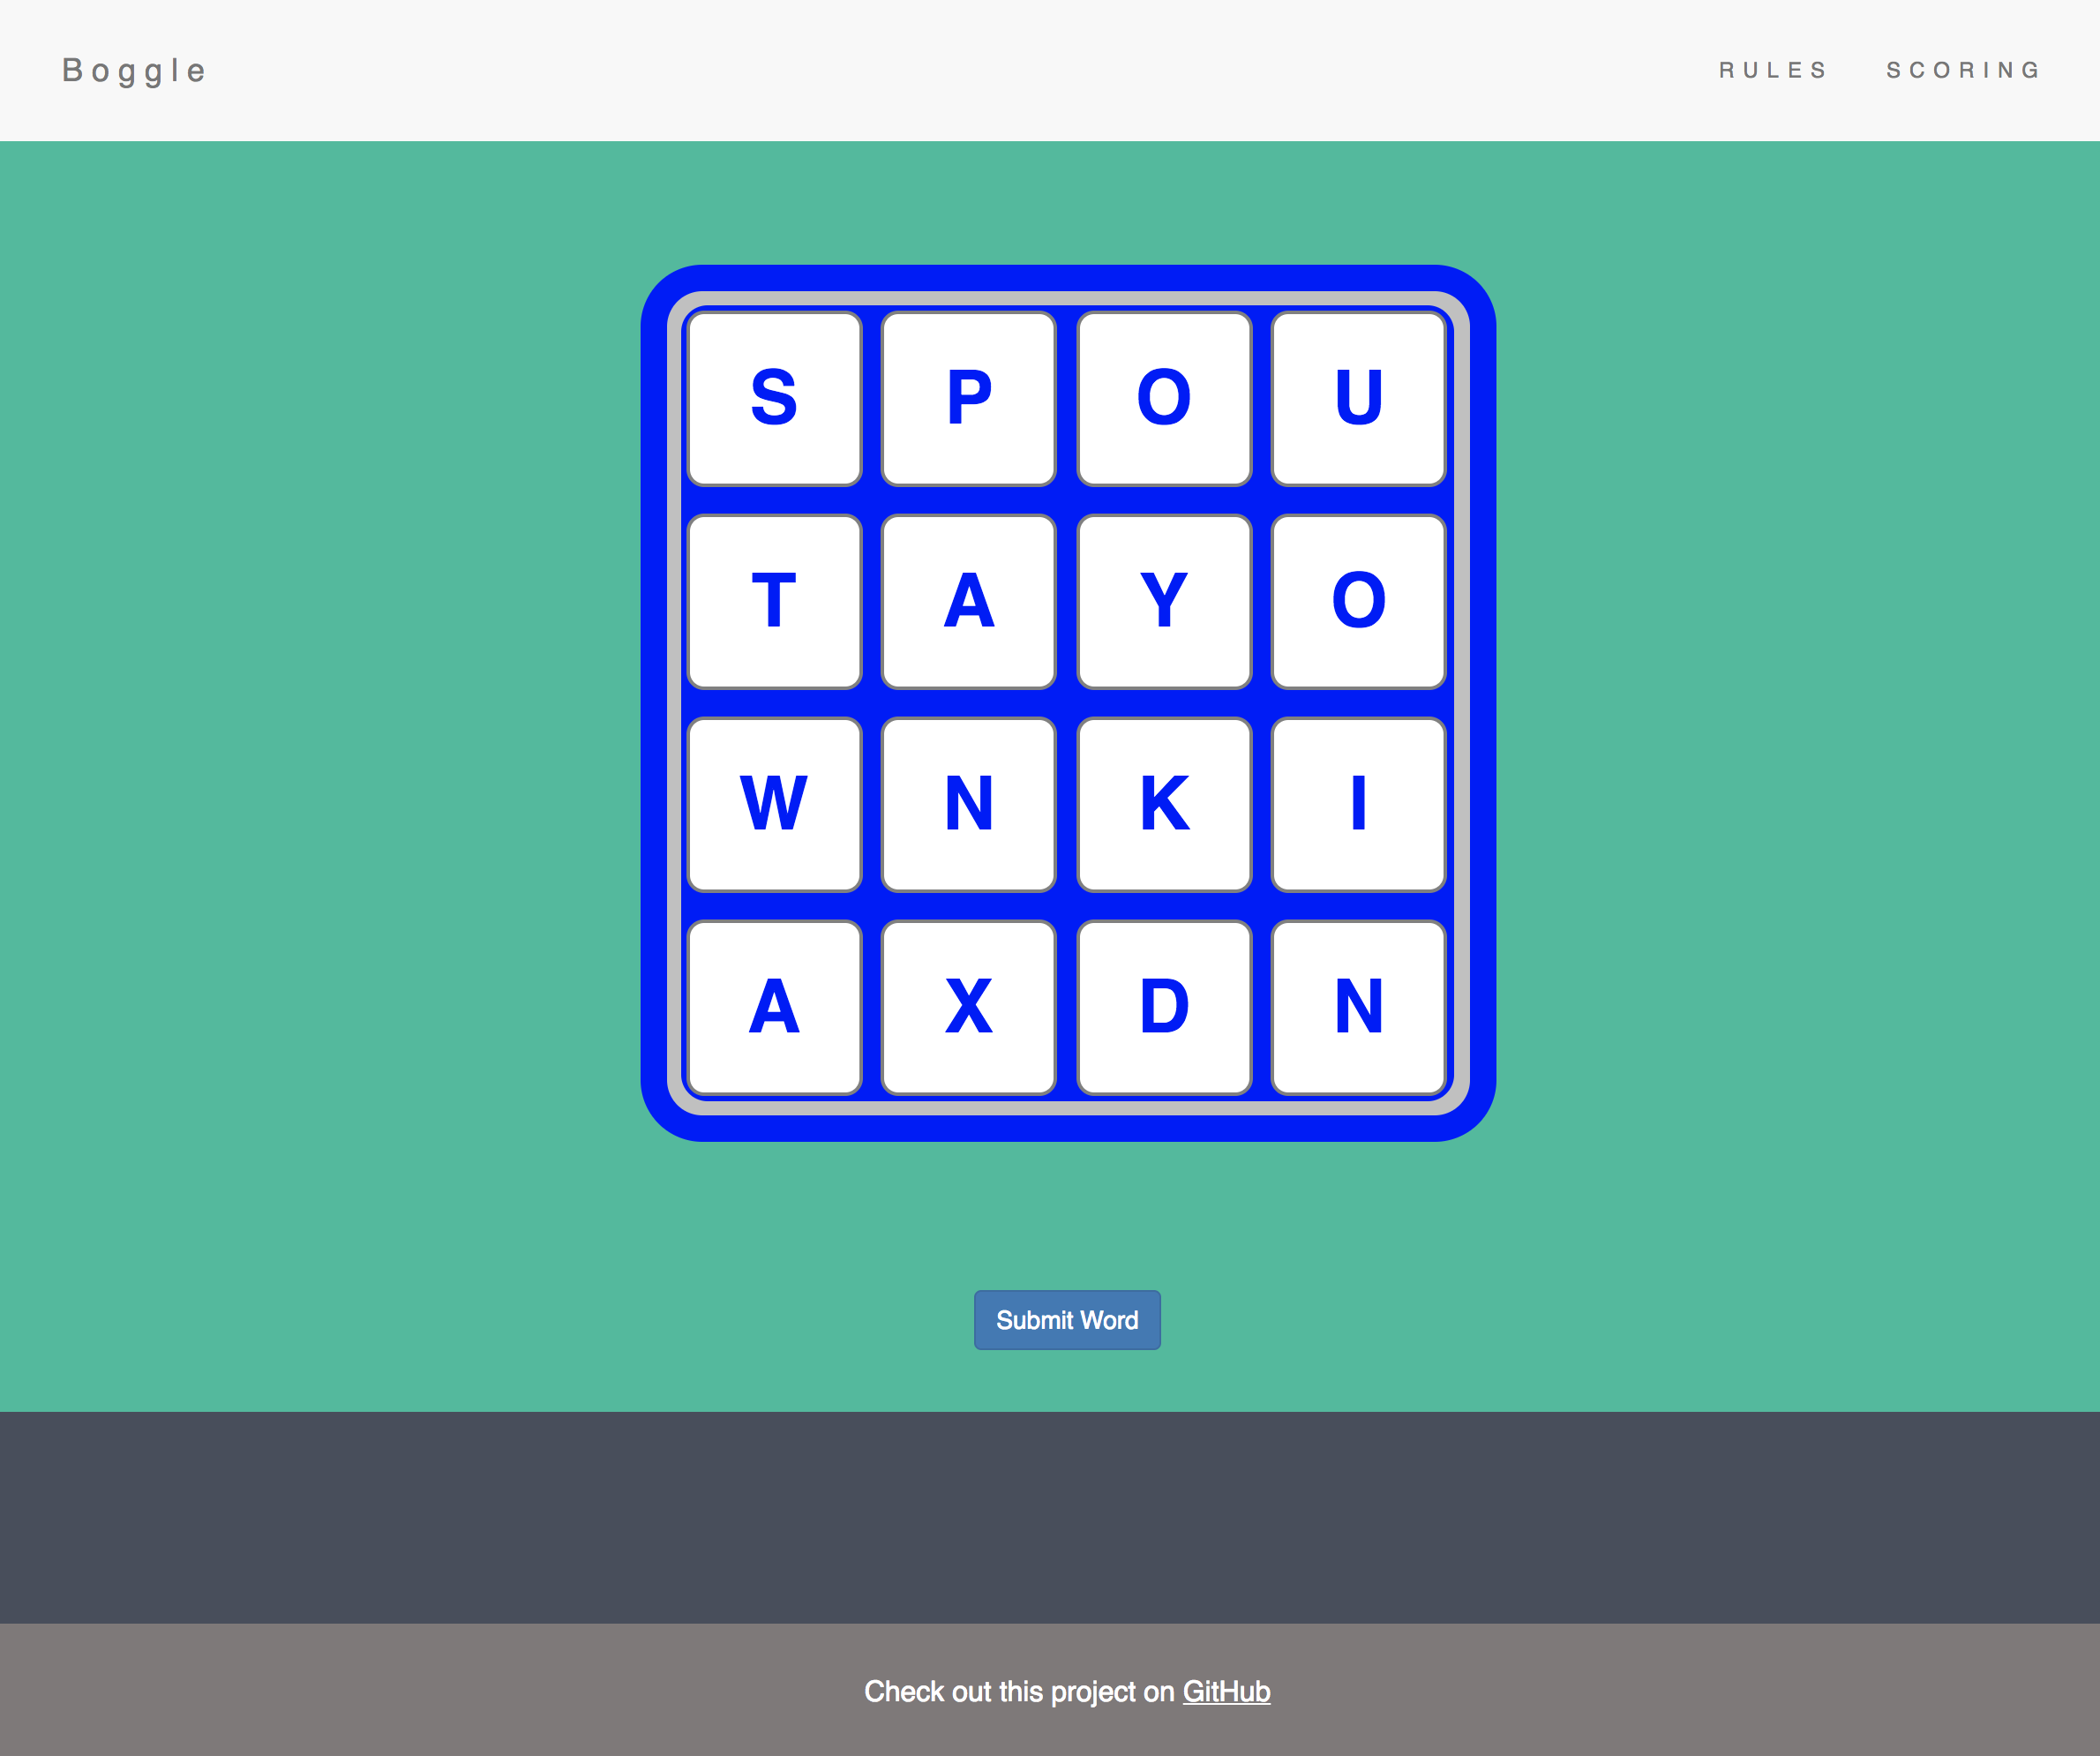 Boggle RULES SCORING
S P O U
T A Y O
W N K I
A X D N
Submit Word
Check out this project on GitHub